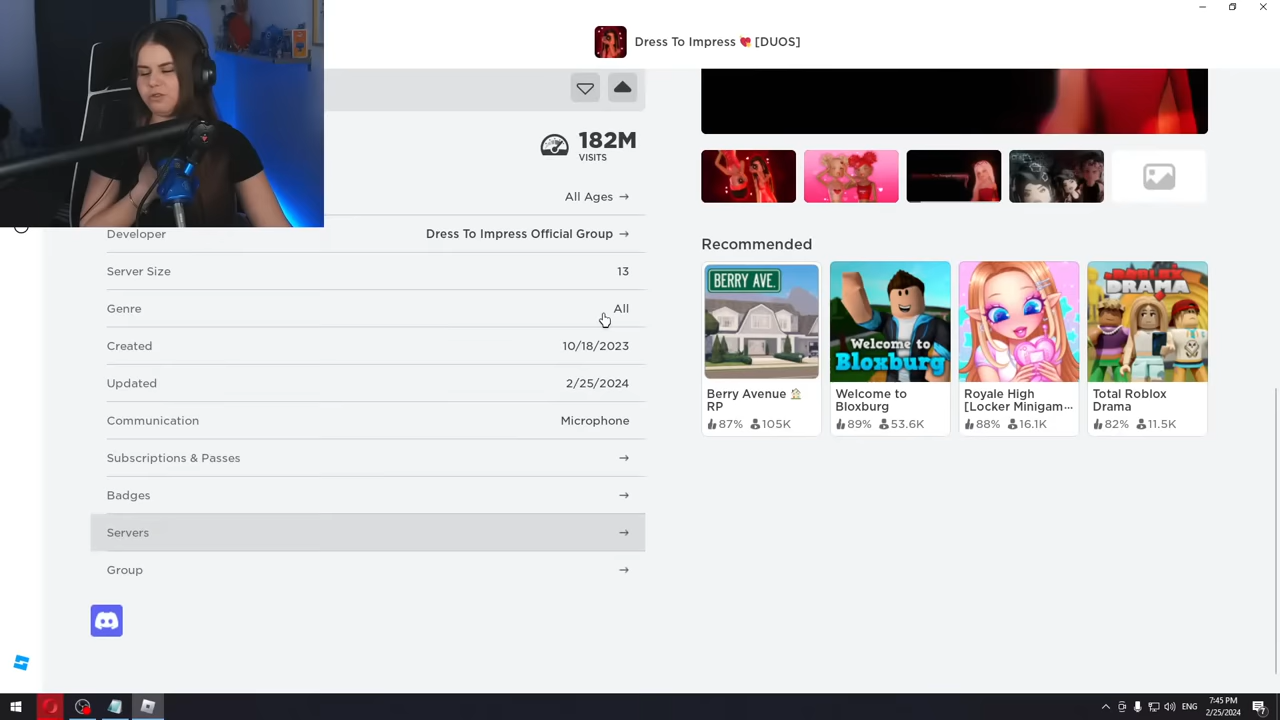 Dress To Impress 💘 [DUOS]
182M
VISITS
All Ages →
Developer
Dress To Impress Official Group →
Server Size
13
Genre
All
Created
10/18/2023
Updated
2/25/2024
Communication
Microphone
Subscriptions & Passes →
Badges →
Servers →
Group →
Recommended
BERRY AVE.
Berry Avenue 🏠
RP
87% 105K
Welcome to
Bloxburg
Welcome to
Bloxburg
89% 53.6K
Royale High
[Locker Minigam...
88% 16.1K
ROBLOX
DRAMA
Total Roblox
Drama
82% 11.5K
ENG
7:45 PM
2/25/2024